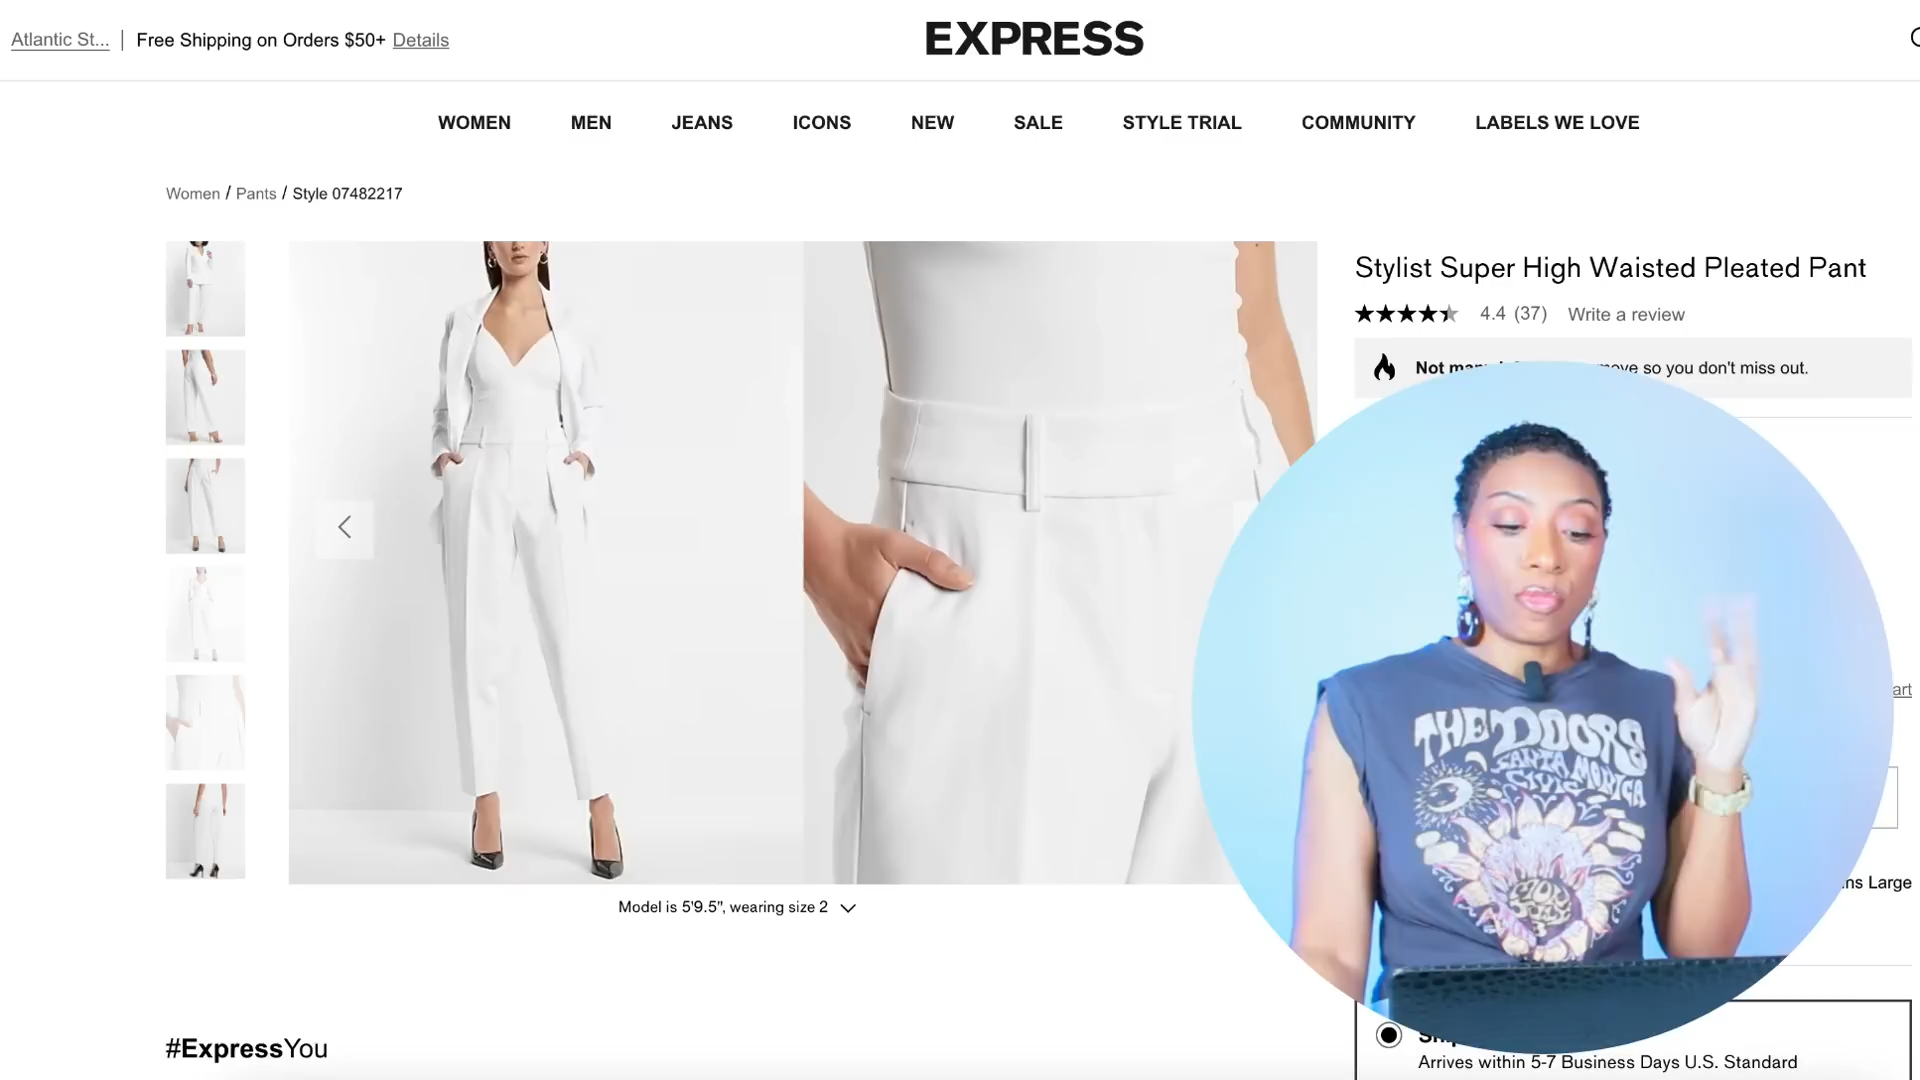 Atlantic St... | Free Shipping on Orders $50+ Details
EXPRESS
WOMEN MEN JEANS ICONS NEW SALE STYLE TRIAL COMMUNITY LABELS WE LOVE
Women / Pants / Style 07482217
Stylist Super High Waisted Pleated Pant
4.4 (37) Write a review
Not so you don't miss out.
THE DOORS
SANTA MONICA
CIVIC
art
Large
Model is 5'9.5", wearing size 2
#ExpressYou
Arrives within 5-7 Business Days U.S. Standard